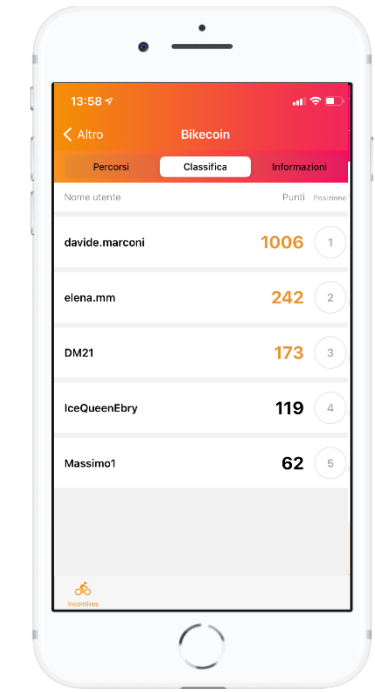 13:58
Altro
Bikecoin
Percorsi Classifica Informazioni
Nome utente Punti Posizione
davide.marconi 1006 1
elena.mm 242 2
DM21 173 3
IceQueenEbry 119 4
Massimo1 62 5
Incentives